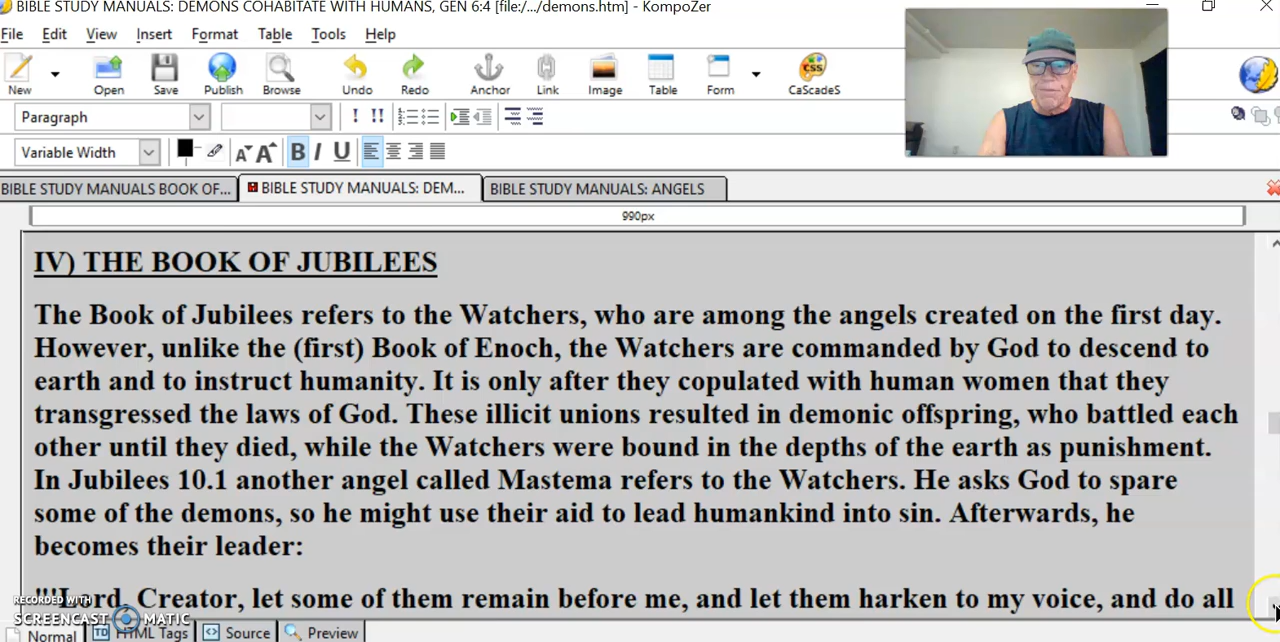 BIBLE STUDY MANUALS: DEMONS COHABITATE WITH HUMANS, GEN 6:4 [file:/.../demons.htm] - KompoZer
File Edit View Insert Format Table Tools Help
New Open Save Publish Browse Undo Redo Anchor Link Image Table Form CaScadeS
Paragraph
Variable Width
BIBLE STUDY MANUALS BOOK OF... BIBLE STUDY MANUALS: DEM... BIBLE STUDY MANUALS: ANGELS
990px
IV) THE BOOK OF JUBILEES
The Book of Jubilees refers to the Watchers, who are among the angels created on the first day.
However, unlike the (first) Book of Enoch, the Watchers are commanded by God to descend to
earth and to instruct humanity. It is only after they copulated with human women that they
transgressed the laws of God. These illicit unions resulted in demonic offspring, who battled each
other until they died, while the Watchers were bound in the depths of the earth as punishment.
In Jubilees 10.1 another angel called Mastema refers to the Watchers. He asks God to spare
some of the demons, so he might use their aid to lead humankind into sin. Afterwards, he
becomes their leader:
"'Lord, Creator, let some of them remain before me, and let them harken to my voice, and do all
RECORDED WITH
SCREENCAST MATIC
Normal HTML Tags Source Preview